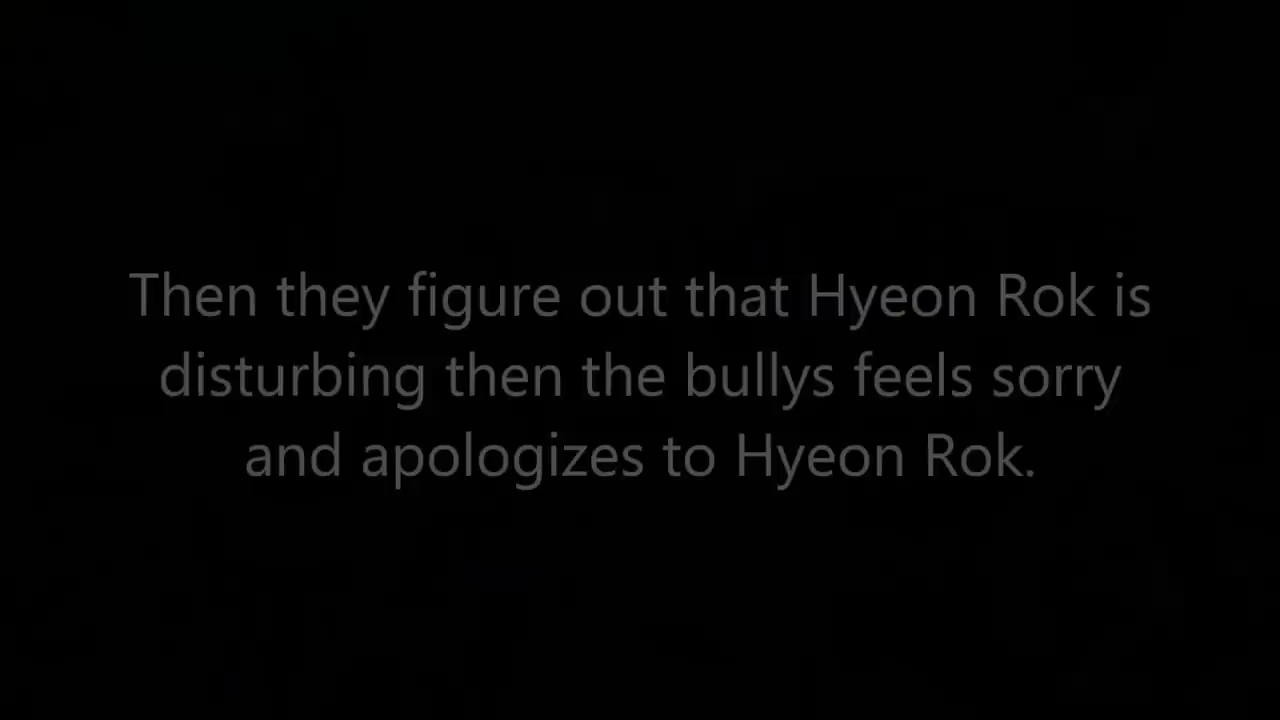 Then they figure out that Hyeon Rok is
disturbing then the bullys feels sorry
and apologizes to Hyeon Rok.